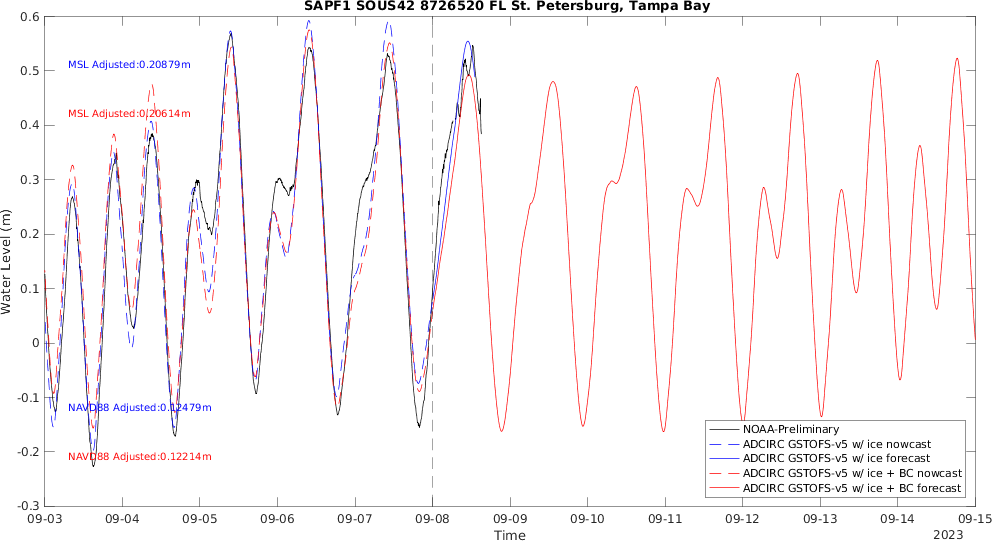 SAPF1 SOUS42 8726520 FL St. Petersburg, Tampa Bay
Water Level (m)
0.6
0.5
0.4
0.3
0.2
0.1
0
-0.1
-0.2
-0.3
MSL Adjusted:0.20879m
MSL Adjusted:0.20614m
NAVD88 Adjusted:0.12479m
NAVD88 Adjusted:0.12214m
NOAA-Preliminary
ADCIRC GSTOFS-v5 w/ ice nowcast
ADCIRC GSTOFS-v5 w/ ice forecast
ADCIRC GSTOFS-v5 w/ ice + BC nowcast
ADCIRC GSTOFS-v5 w/ ice + BC forecast
09-03 09-04 09-05 09-06 09-07 09-08 09-09 09-10 09-11 09-12 09-13 09-14 09-15
Time
2023